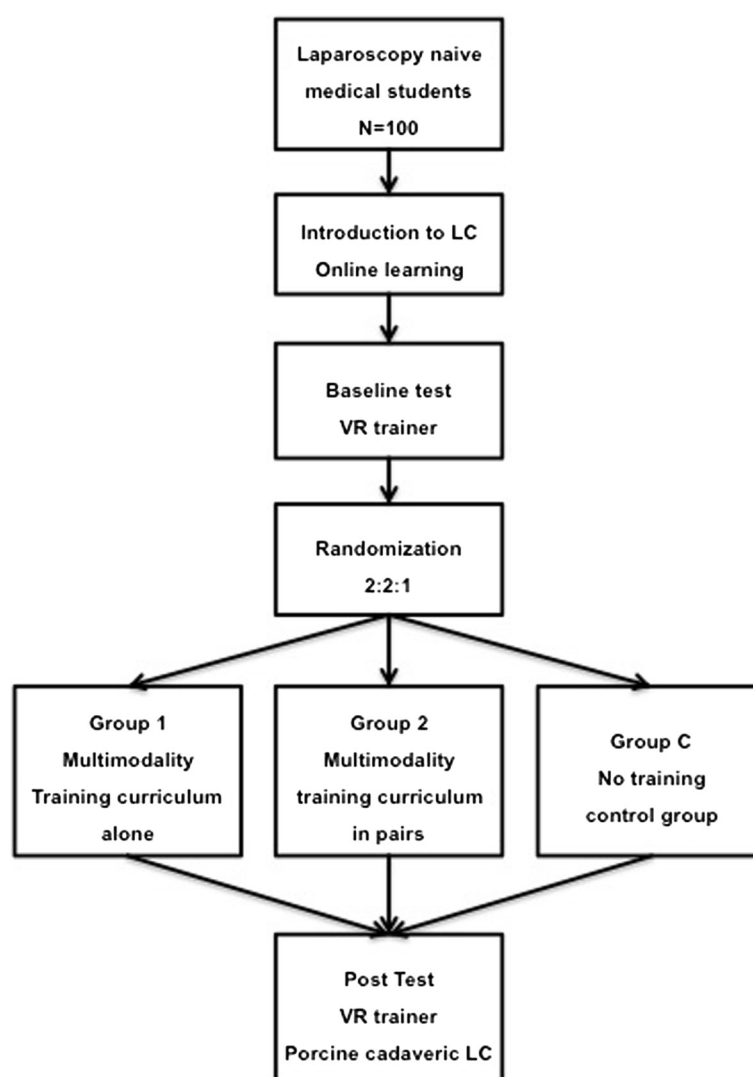 Laparoscopy naive
medical students
N=100
Introduction to LC
Online learning
Baseline test
VR trainer
Randomization
2:2:1
Group 1
Multimodality
Training curriculum
alone
Group 2
Multimodality
training curriculum
in pairs
Group C
No training
control group
Post Test
VR trainer
Porcine cadaveric LC